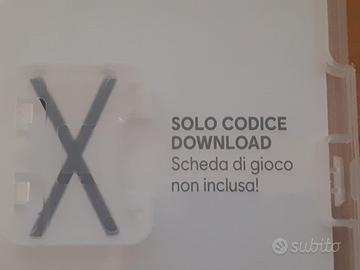 SOLO CODICE
DOWNLOAD
Scheda di gioco
non inclusa!
subito